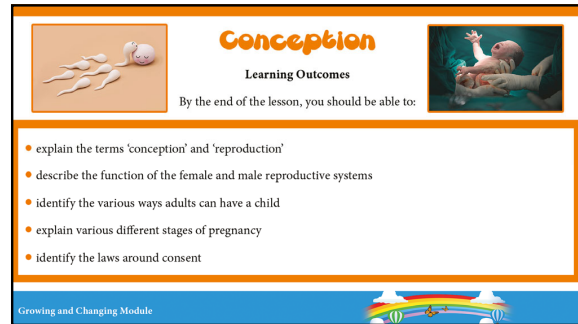 Conception
Learning Outcomes
By the end of the lesson, you should be able to:
explain the terms ‘conception’ and ‘reproduction’
describe the function of the female and male reproductive systems
identify the various ways adults can have a child
explain various different stages of pregnancy
identify the laws around consent
Growing and Changing Module